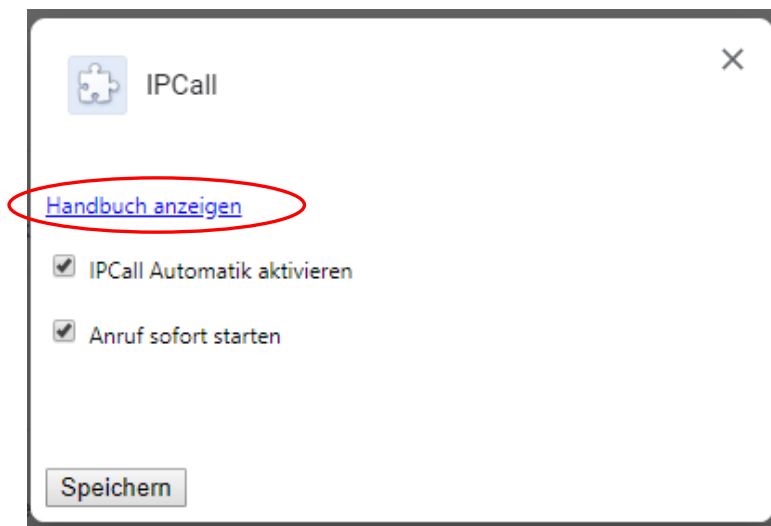 IPCall
Handbuch anzeigen
IPCall Automatik aktivieren
Anruf sofort starten
Speichern